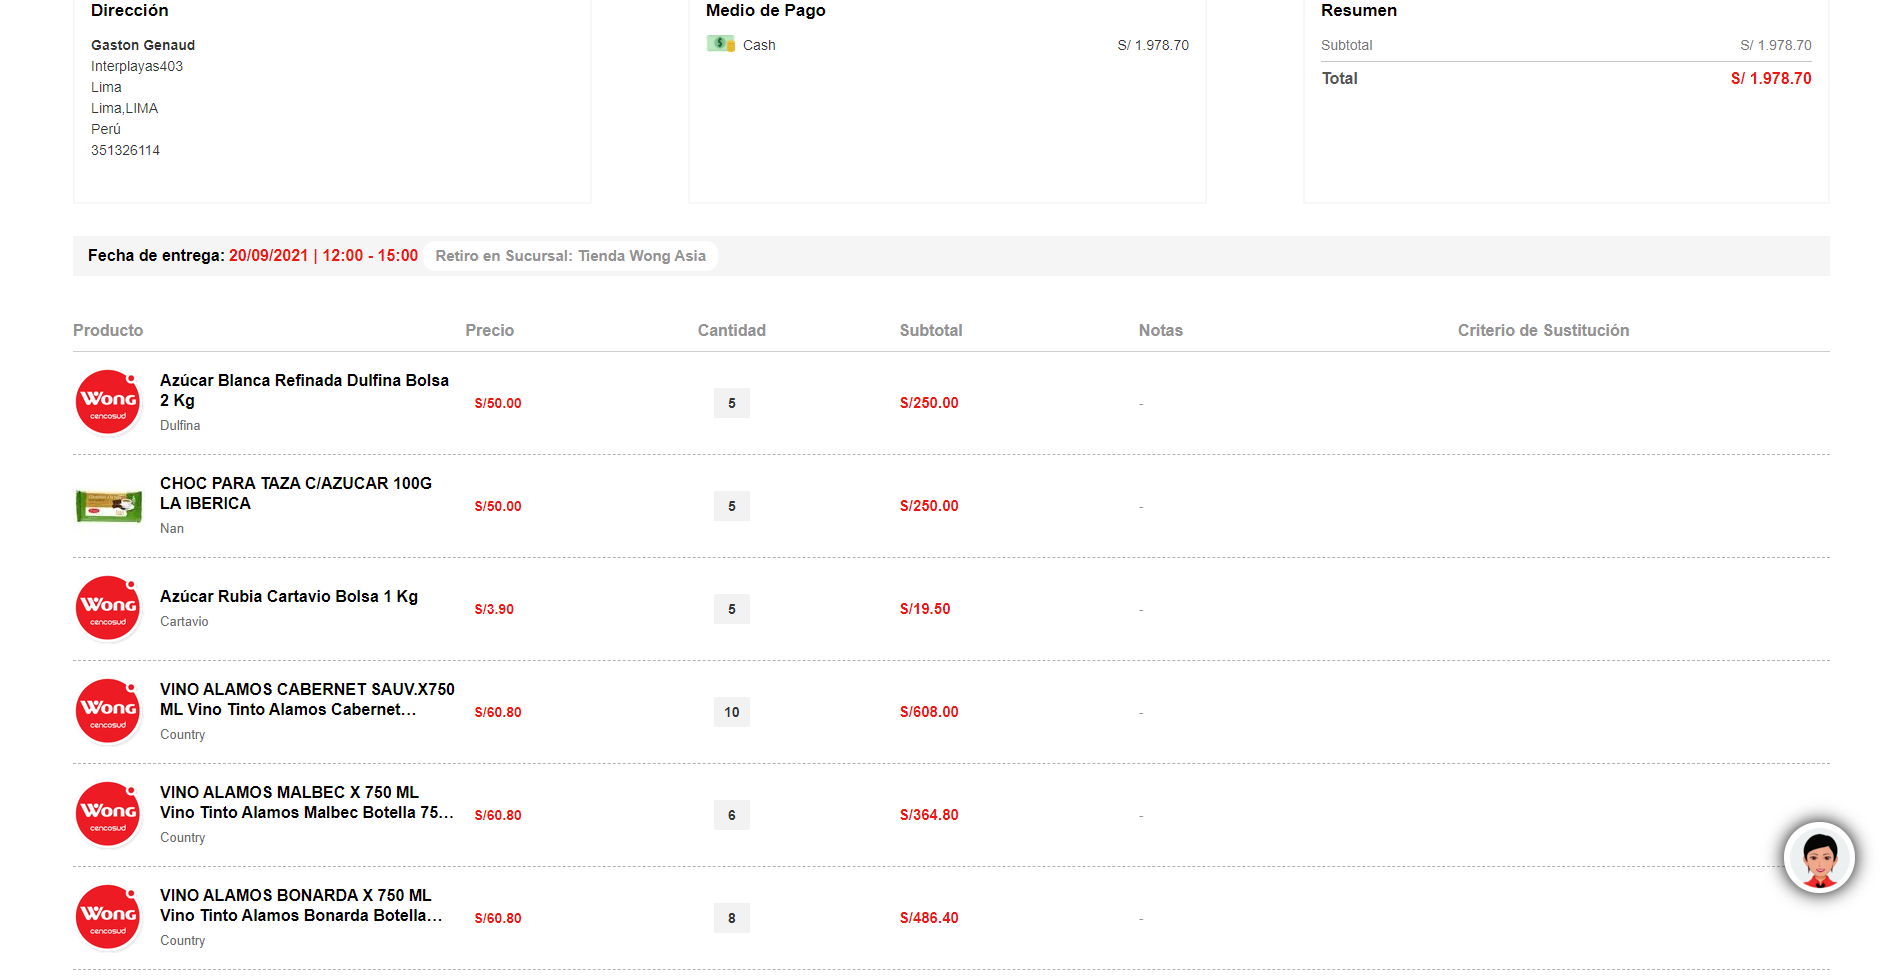 Dirección
Gaston Genaud
Interplayas403
Lima
Lima,LIMA
Perú
351326114
Medio de Pago
Cash S/ 1.978.70
Resumen
Subtotal S/ 1.978.70
Total S/ 1.978.70
Fecha de entrega: 20/09/2021 | 12:00 - 15:00 Retiro en Sucursal: Tienda Wong Asia
Producto Precio Cantidad Subtotal Notas Criterio de Sustitución
Wong
cencosud
Azúcar Blanca Refinada Dulfina Bolsa
2 Kg
Dulfina
S/50.00 5 S/250.00 -
CHOC PARA TAZA C/AZUCAR 100G
LA IBERICA
Nan
S/50.00 5 S/250.00 -
Wong
cencosud
Azúcar Rubia Cartavio Bolsa 1 Kg
Cartavio
S/3.90 5 S/19.50 -
Wong
cencosud
VINO ALAMOS CABERNET SAUV.X750
ML Vino Tinto Alamos Cabernet...
Country
S/60.80 10 S/608.00 -
Wong
cencosud
VINO ALAMOS MALBEC X 750 ML
Vino Tinto Alamos Malbec Botella 75...
Country
S/60.80 6 S/364.80 -
Wong
cencosud
VINO ALAMOS BONARDA X 750 ML
Vino Tinto Alamos Bonarda Botella...
Country
S/60.80 8 S/486.40 -